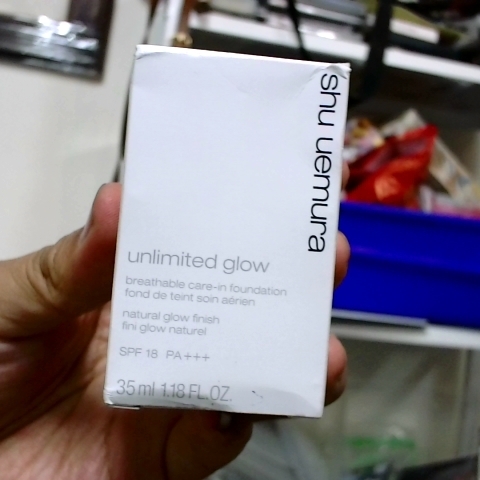 shu uemura
unlimited glow
breathable care-in foundation
fond de teint soin aérien
natural glow finish
fini glow naturel
SPF 18 PA+++
35 ml 1.18 FL.OZ.